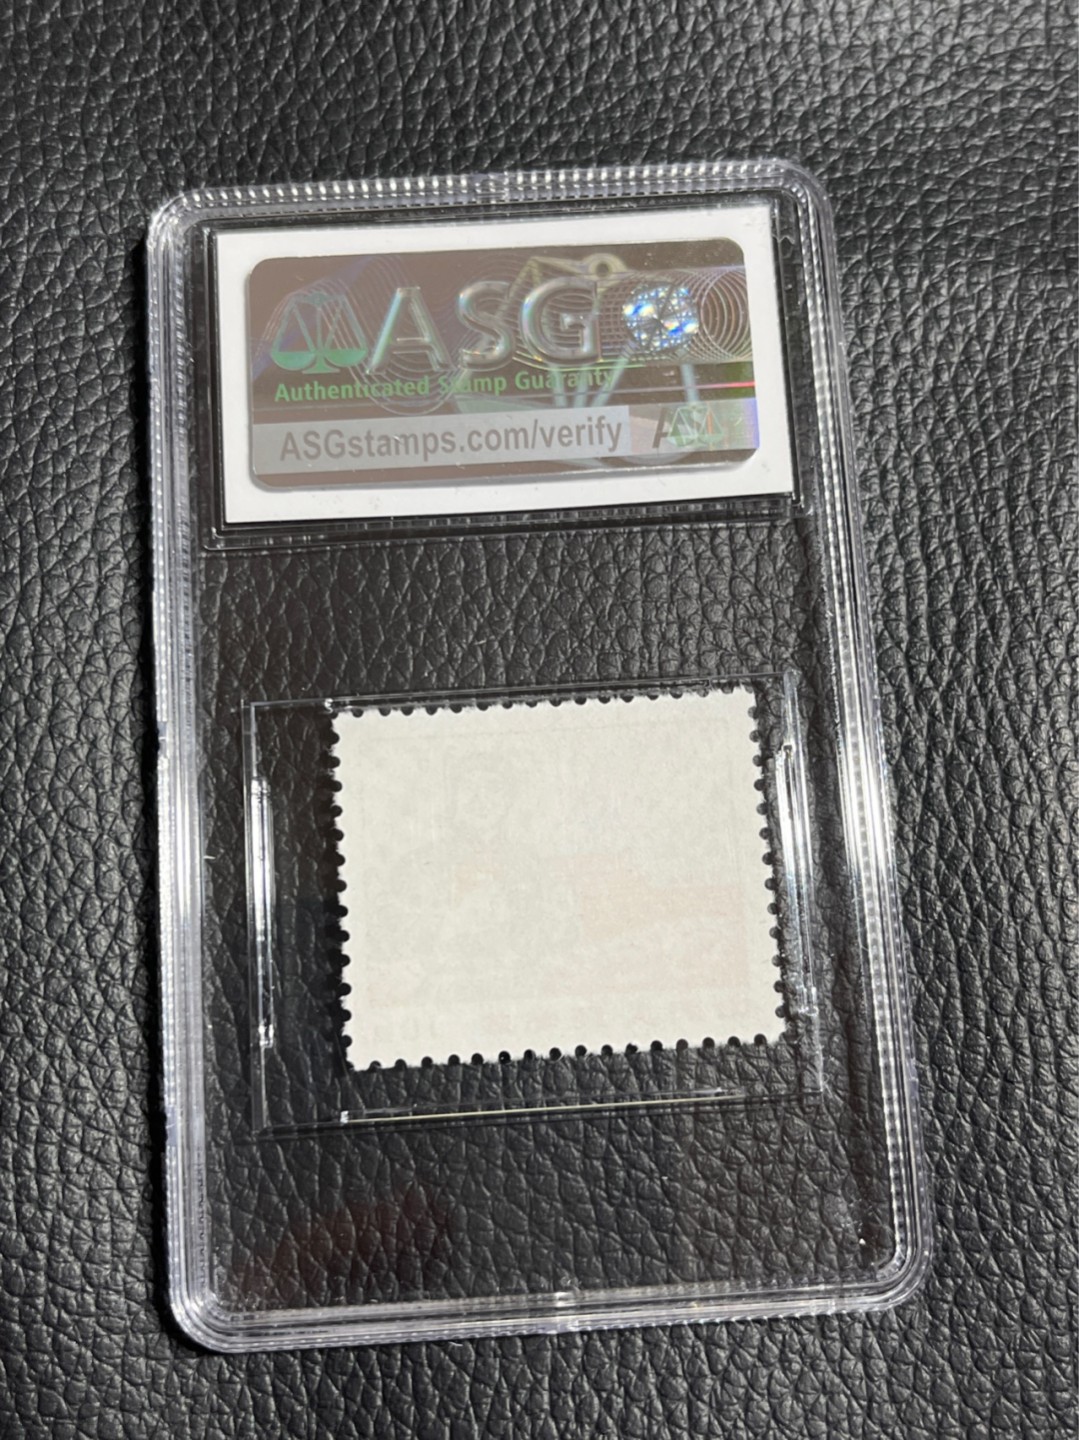 ASG
Authenticated Stamp Guaranty
ASGstamps.com/verify